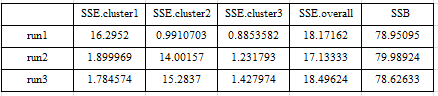 SSE.cluster1 SSE.cluster2 SSE.cluster3 SSE.overall SSB
run1 16.2952 0.9910703 0.8853582 18.17162 78.95095
run2 1.899969 14.00157 1.231793 17.13333 79.98924
run3 1.784574 15.2837 1.427974 18.49624 78.62633